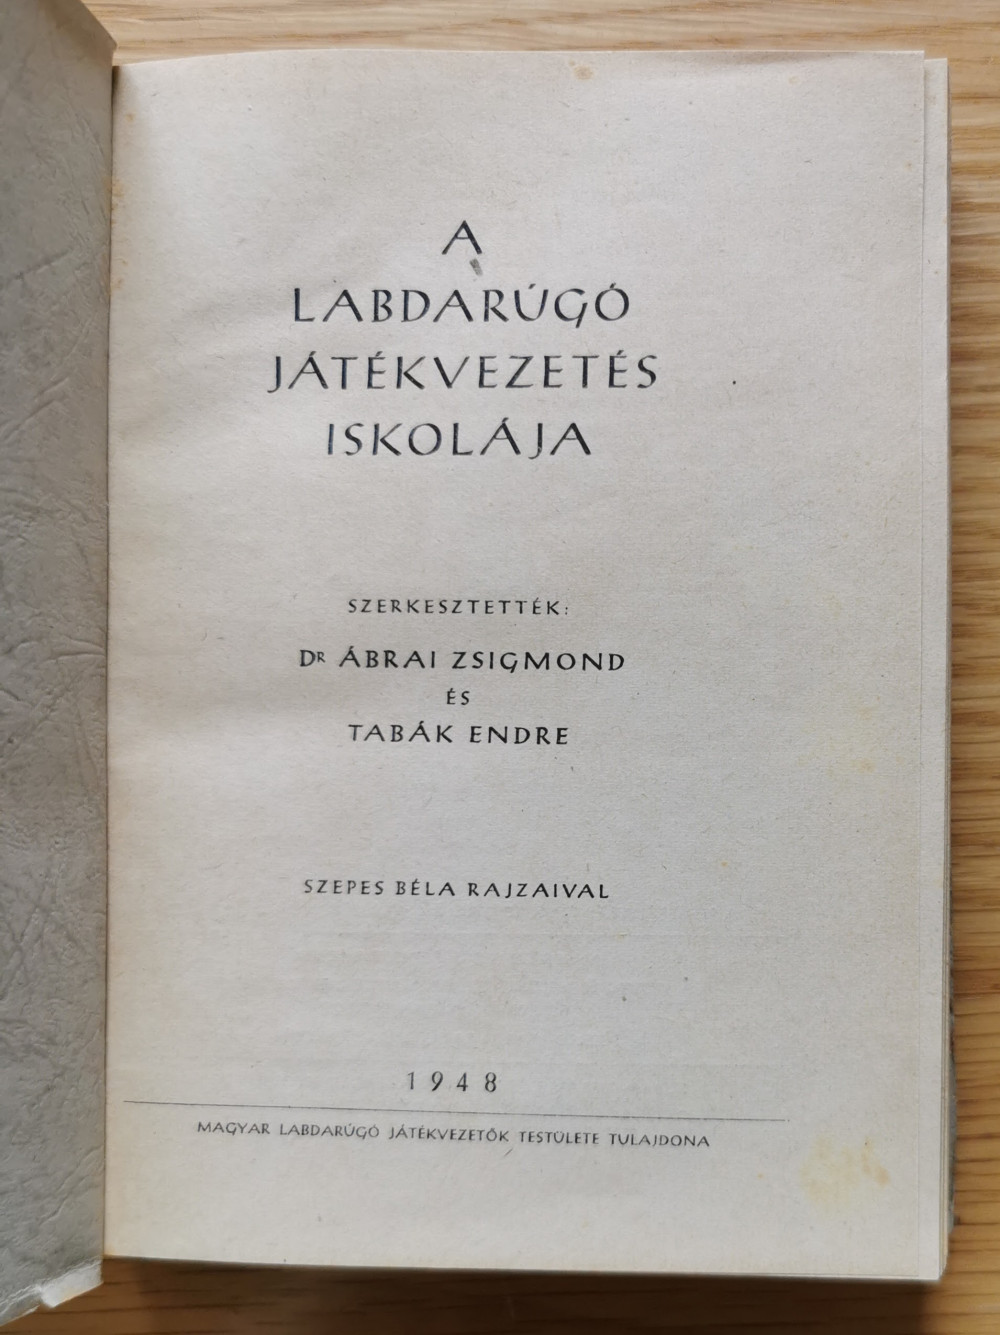 A
LABDARÚGÓ
JÁTÉKVEZETÉS
ISKOLÁJA
SZERKESZTETTÉK:
DR ÁBRAI ZSIGMOND
ÉS
TABÁK ENDRE
SZEPES BÉLA RAJZAIVAL
1948
MAGYAR LABDARÚGÓ JÁTÉKVEZETŐK TESTÜLETE TULAJDONA